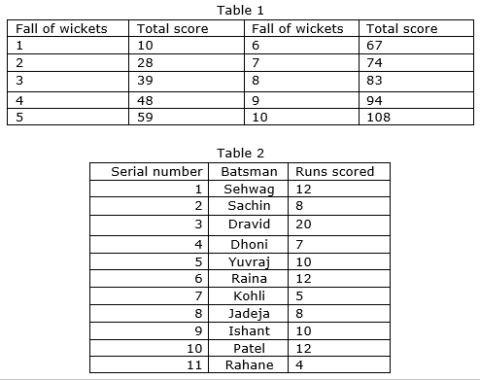 Table 1
Fall of wickets Total score Fall of wickets Total score
1 10 6 67
2 28 7 74
3 39 8 83
4 48 9 94
5 59 10 108
Table 2
Serial number Batsman Runs scored
1 Sehwag 12
2 Sachin 8
3 Dravid 20
4 Dhoni 7
5 Yuvraj 10
6 Raina 12
7 Kohli 5
8 Jadeja 8
9 Ishant 10
10 Patel 12
11 Rahane 4